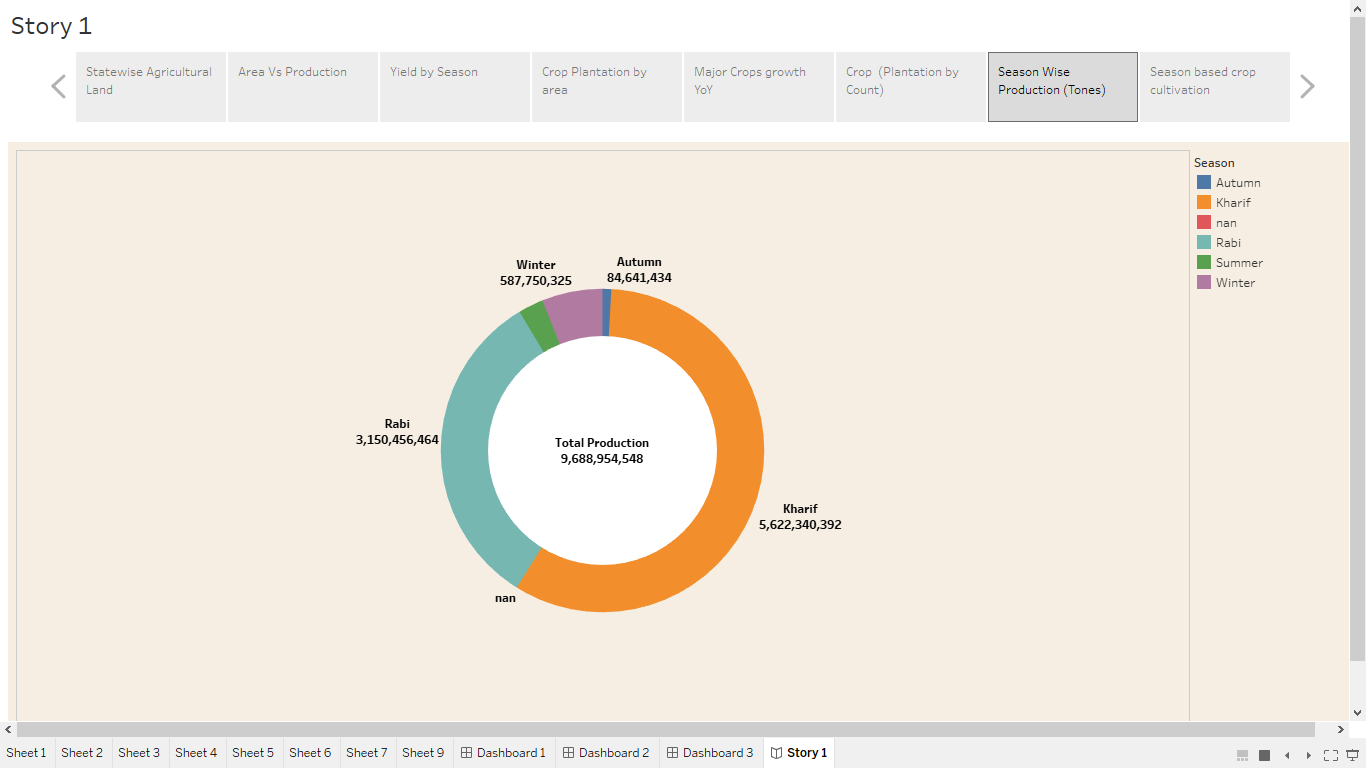 Story 1
Statewise Agricultural
Land
Area Vs Production
Yield by Season
Crop Plantation by
area
Major Crops growth
YoY
Crop  (Plantation by
Count)
Season Wise
Production (Tones)
Season based crop
cultivation
Season
Autumn
Kharif
nan
Rabi
Summer
Winter
Winter
587,750,325
Autumn
84,641,434
Rabi
3,150,456,464
Total Production
9,688,954,548
Kharif
5,622,340,392
nan
Sheet 1
Sheet 2
Sheet 3
Sheet 4
Sheet 5
Sheet 6
Sheet 7
Sheet 9
Dashboard 1
Dashboard 2
Dashboard 3
Story 1